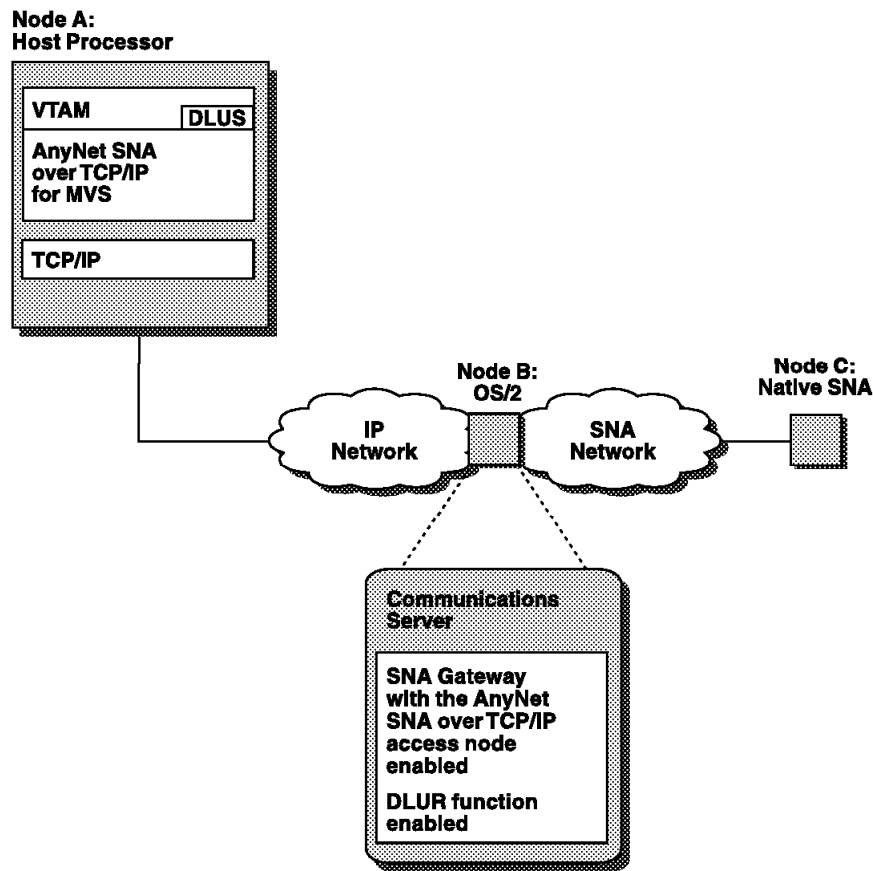 Node A:
Host Processor
VTAM
DLUS
AnyNet SNA
over TCP/IP
for MVS
TCP/IP
Node B:
OS/2
Node C:
Native SNA
IP
Network
SNA
Network
Communications
Server
SNA Gateway
with the AnyNet
SNA over TCP/IP
access node
enabled
DLUR function
enabled